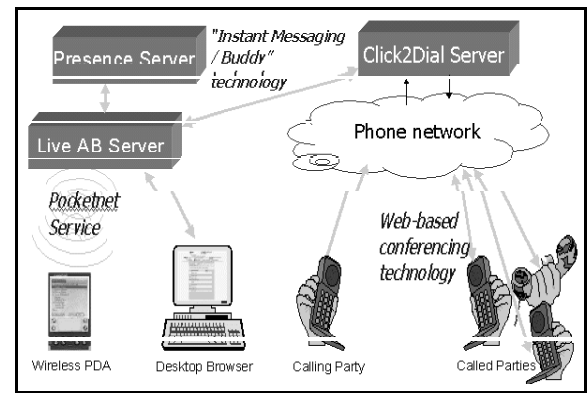 "Instant Messaging
/ Buddy"
technology
Presence Server
Click2Dial Server
Live AB Server
Phone network
Pocketnet
Service
Web-based
conferencing
technology
Wireless PDA
Desktop Browser
Calling Party
Called Parties